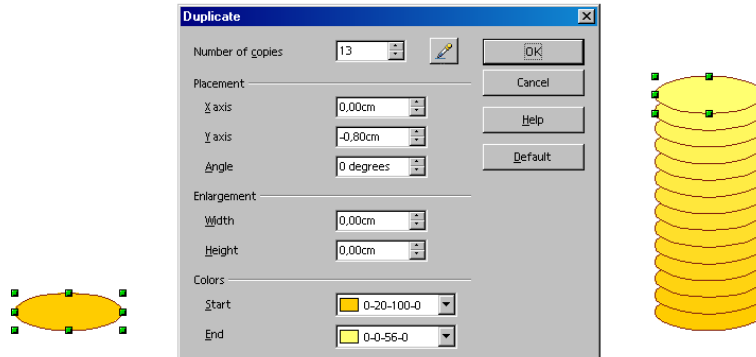 Duplicate
Number of copies 13
OK
Cancel
Help
Default
Placement
X axis 0,00cm
Y axis -0,80cm
Angle 0 degrees
Enlargement
Width 0,00cm
Height 0,00cm
Colors
Start 0-20-100-0
End 0-0-56-0